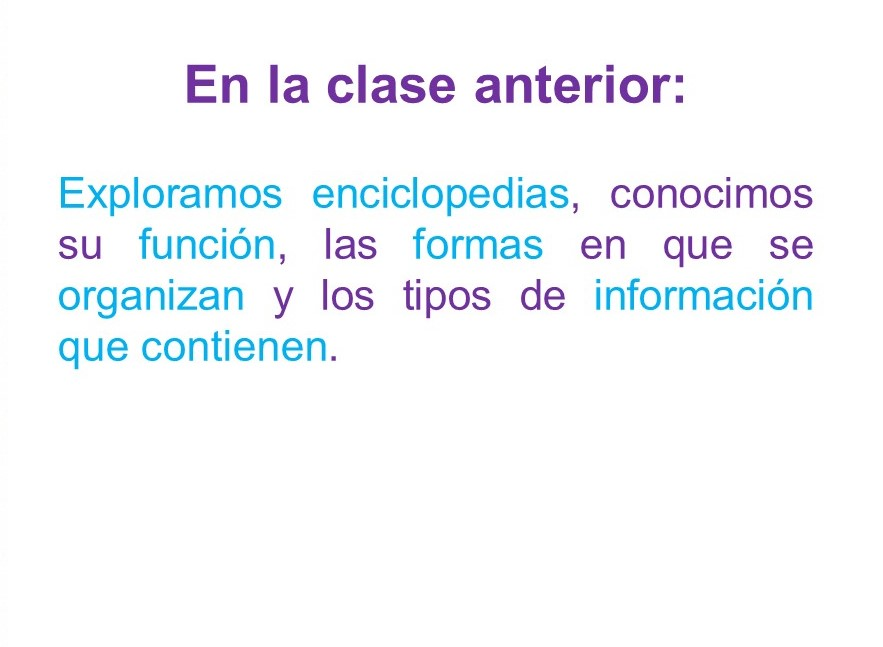 En la clase anterior:
Exploramos enciclopedias, conocimos
su función, las formas en que se
organizan y los tipos de información
que contienen.